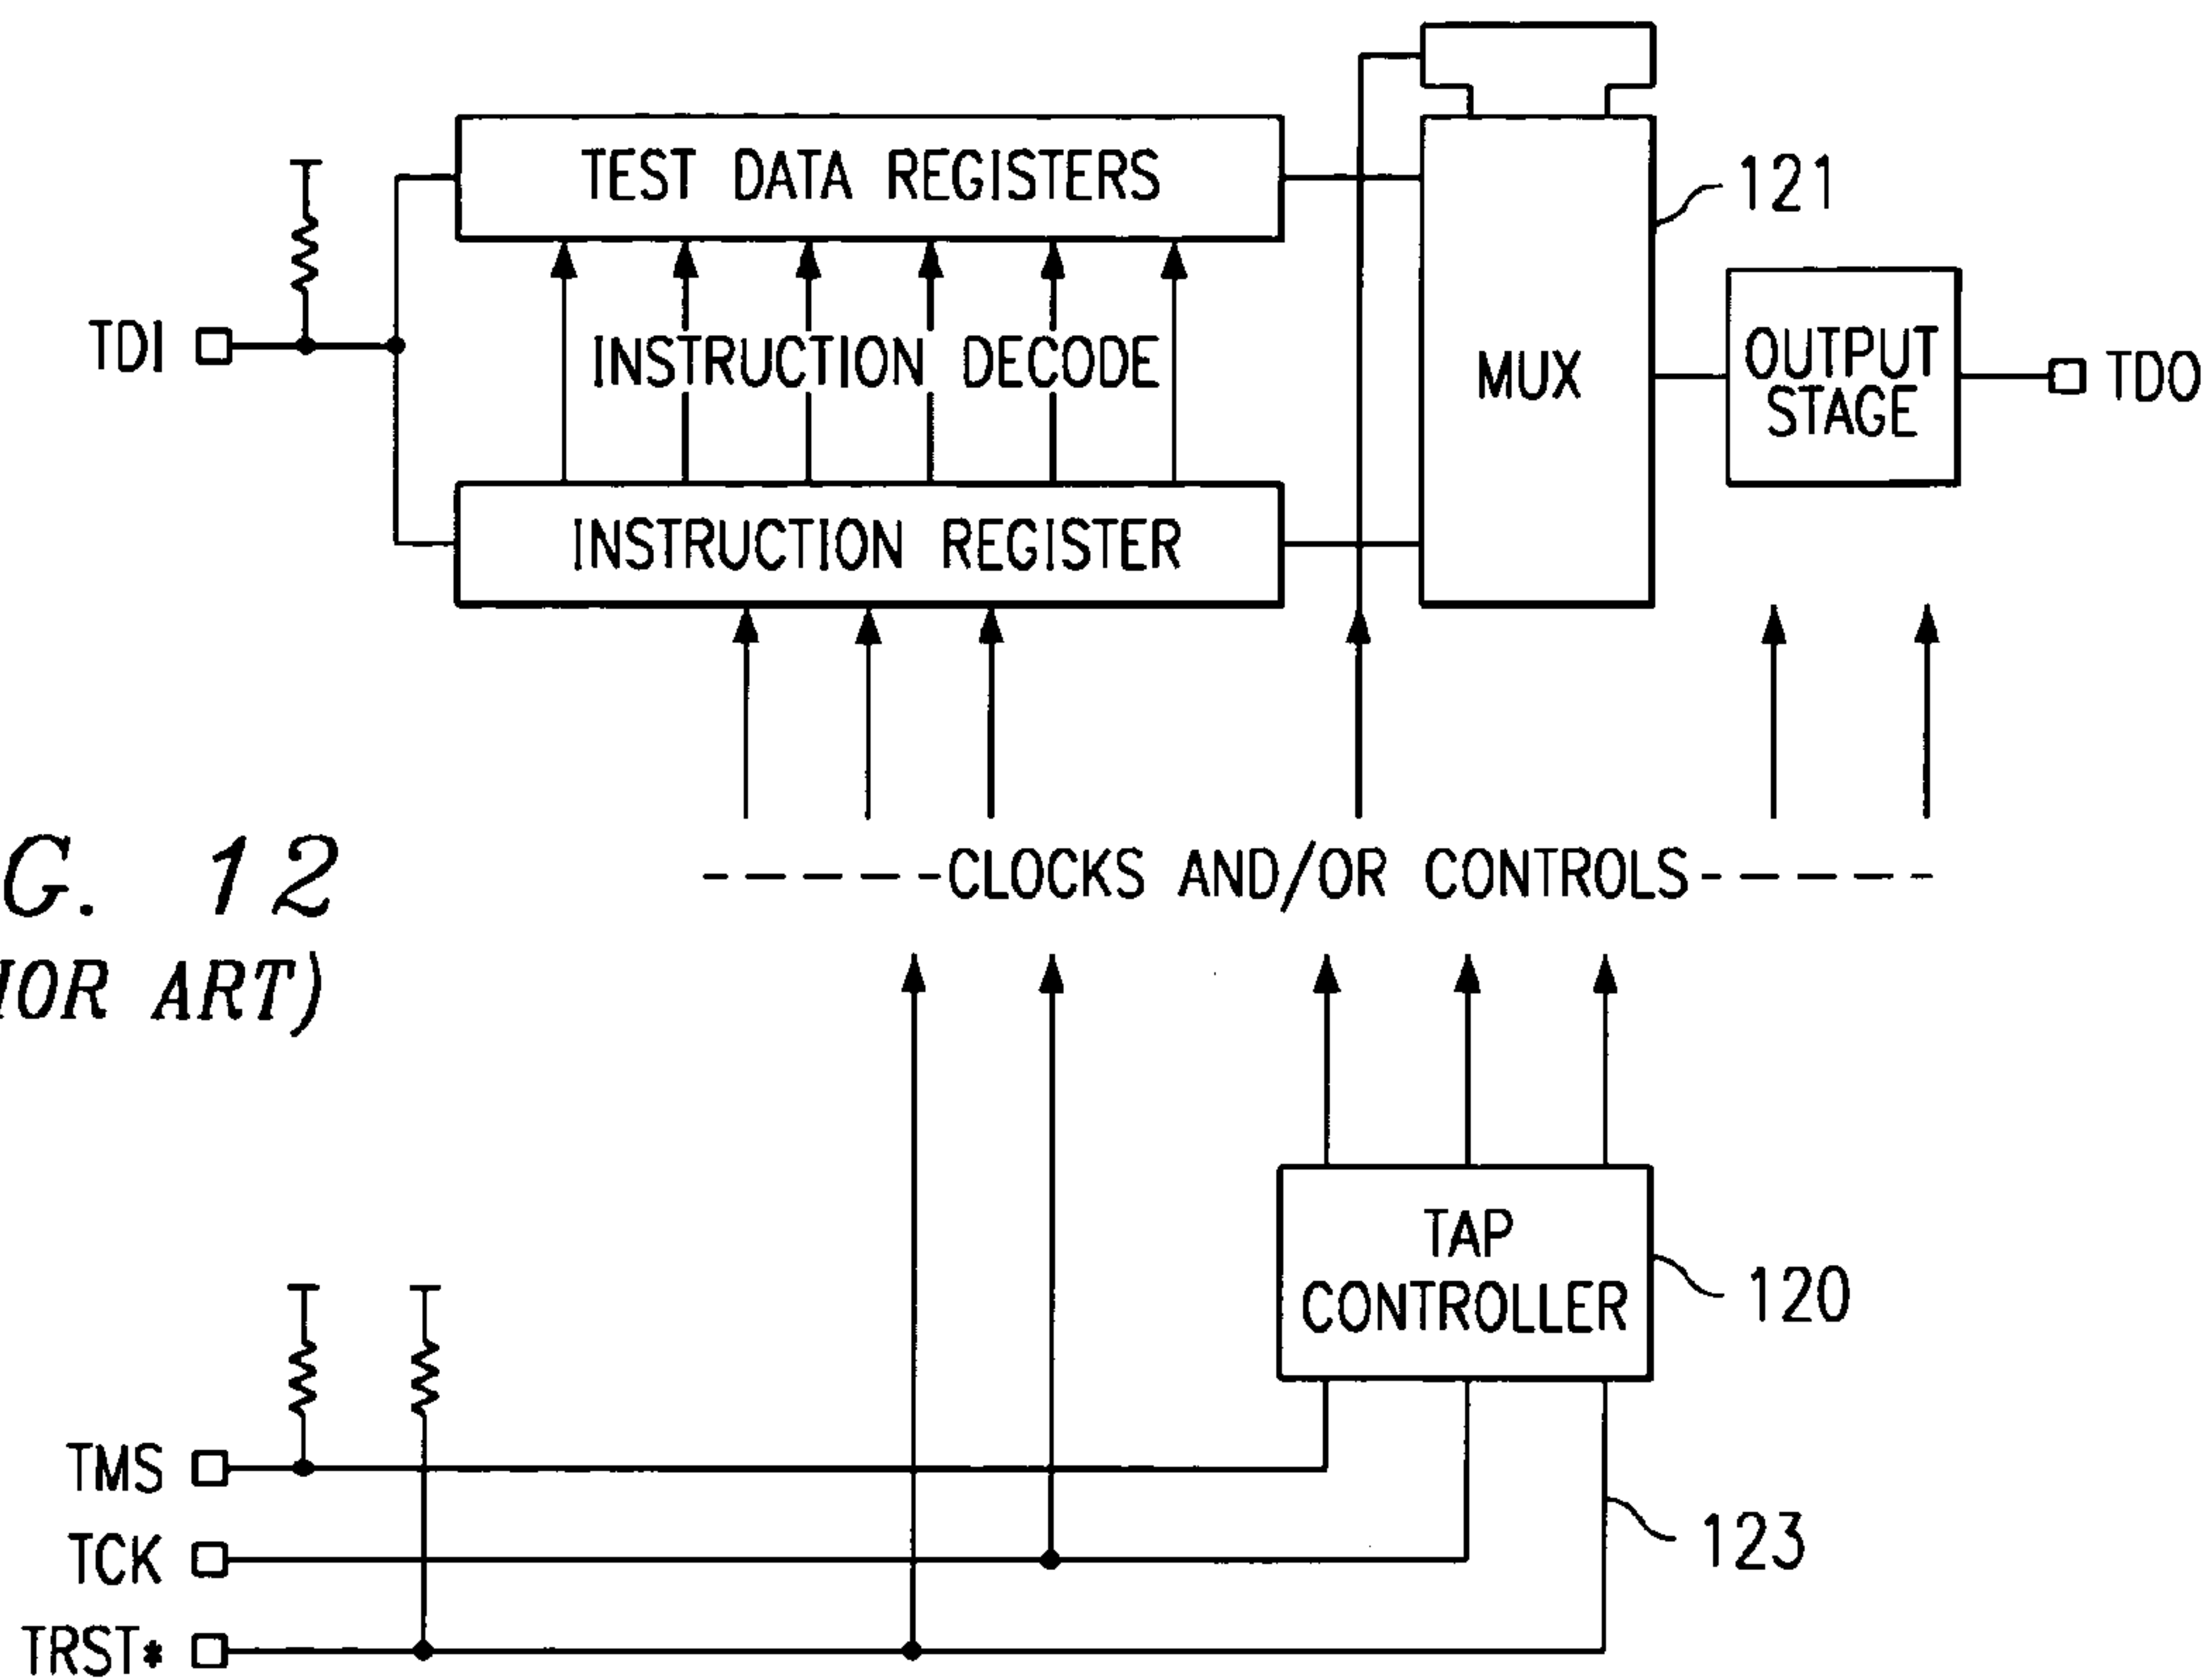 TEST DATA REGISTERS
121
TDI
INSTRUCTION DECODE
MUX
OUTPUT
STAGE
TDO
INSTRUCTION REGISTER
G. 12
CLOCKS AND/OR CONTROLS
IOR ART)
TAP
CONTROLLER
120
TMS
TCK
123
TRST*